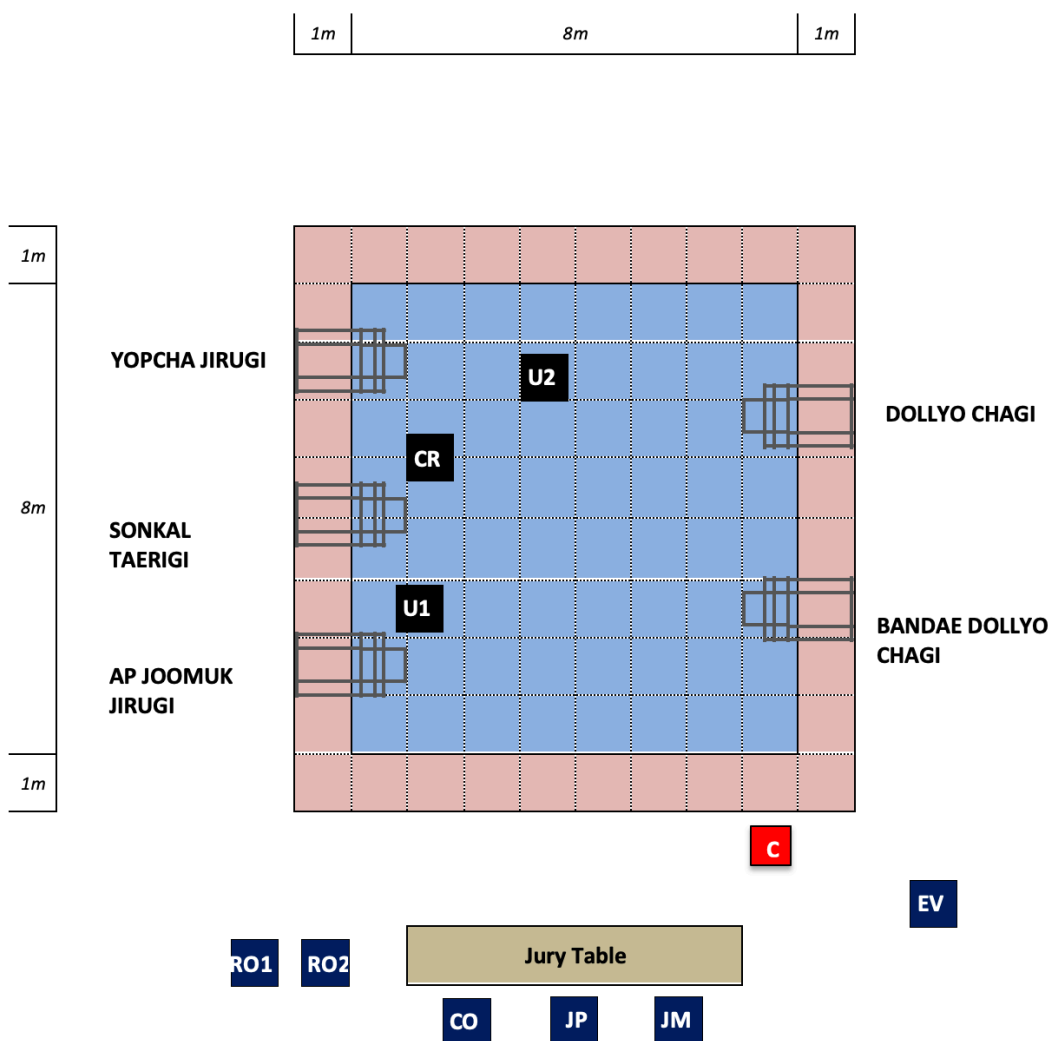 1m
8m
1m
1m
YOPCHA JIRUGI
U2
DOLLYO CHAGI
CR
8m
SONKAL
TAERIGI
U1
BANDAE DOLLYO
CHAGI
AP JOOMUK
JIRUGI
1m
C
EV
RO1
RO2
Jury Table
CO
JP
JM